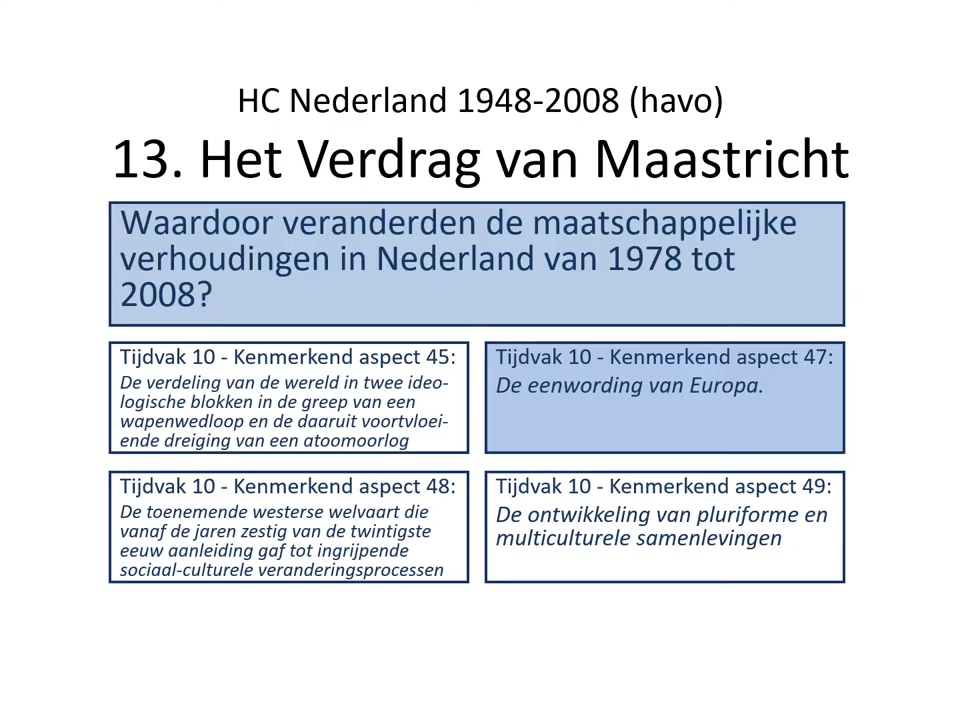 HC Nederland 1948-2008 (havo)
13. Het Verdrag van Maastricht
Waardoor veranderden de maatschappelijke
verhoudingen in Nederland van 1978 tot
2008?
Tijdvak 10 - Kenmerkend aspect 45:
De verdeling van de wereld in twee ideo-
logische blokken in de greep van een
wapenwedloop en de daaruit voortvloei-
ende dreiging van een atoomoorlog
Tijdvak 10 - Kenmerkend aspect 47:
De eenwording van Europa.
Tijdvak 10 - Kenmerkend aspect 48:
De toenemende westerse welvaart die
vanaf de jaren zestig van de twintigste
eeuw aanleiding gaf tot ingrijpende
sociaal-culturele veranderingsprocessen
Tijdvak 10 - Kenmerkend aspect 49:
De ontwikkeling van pluriforme en
multiculturele samenlevingen